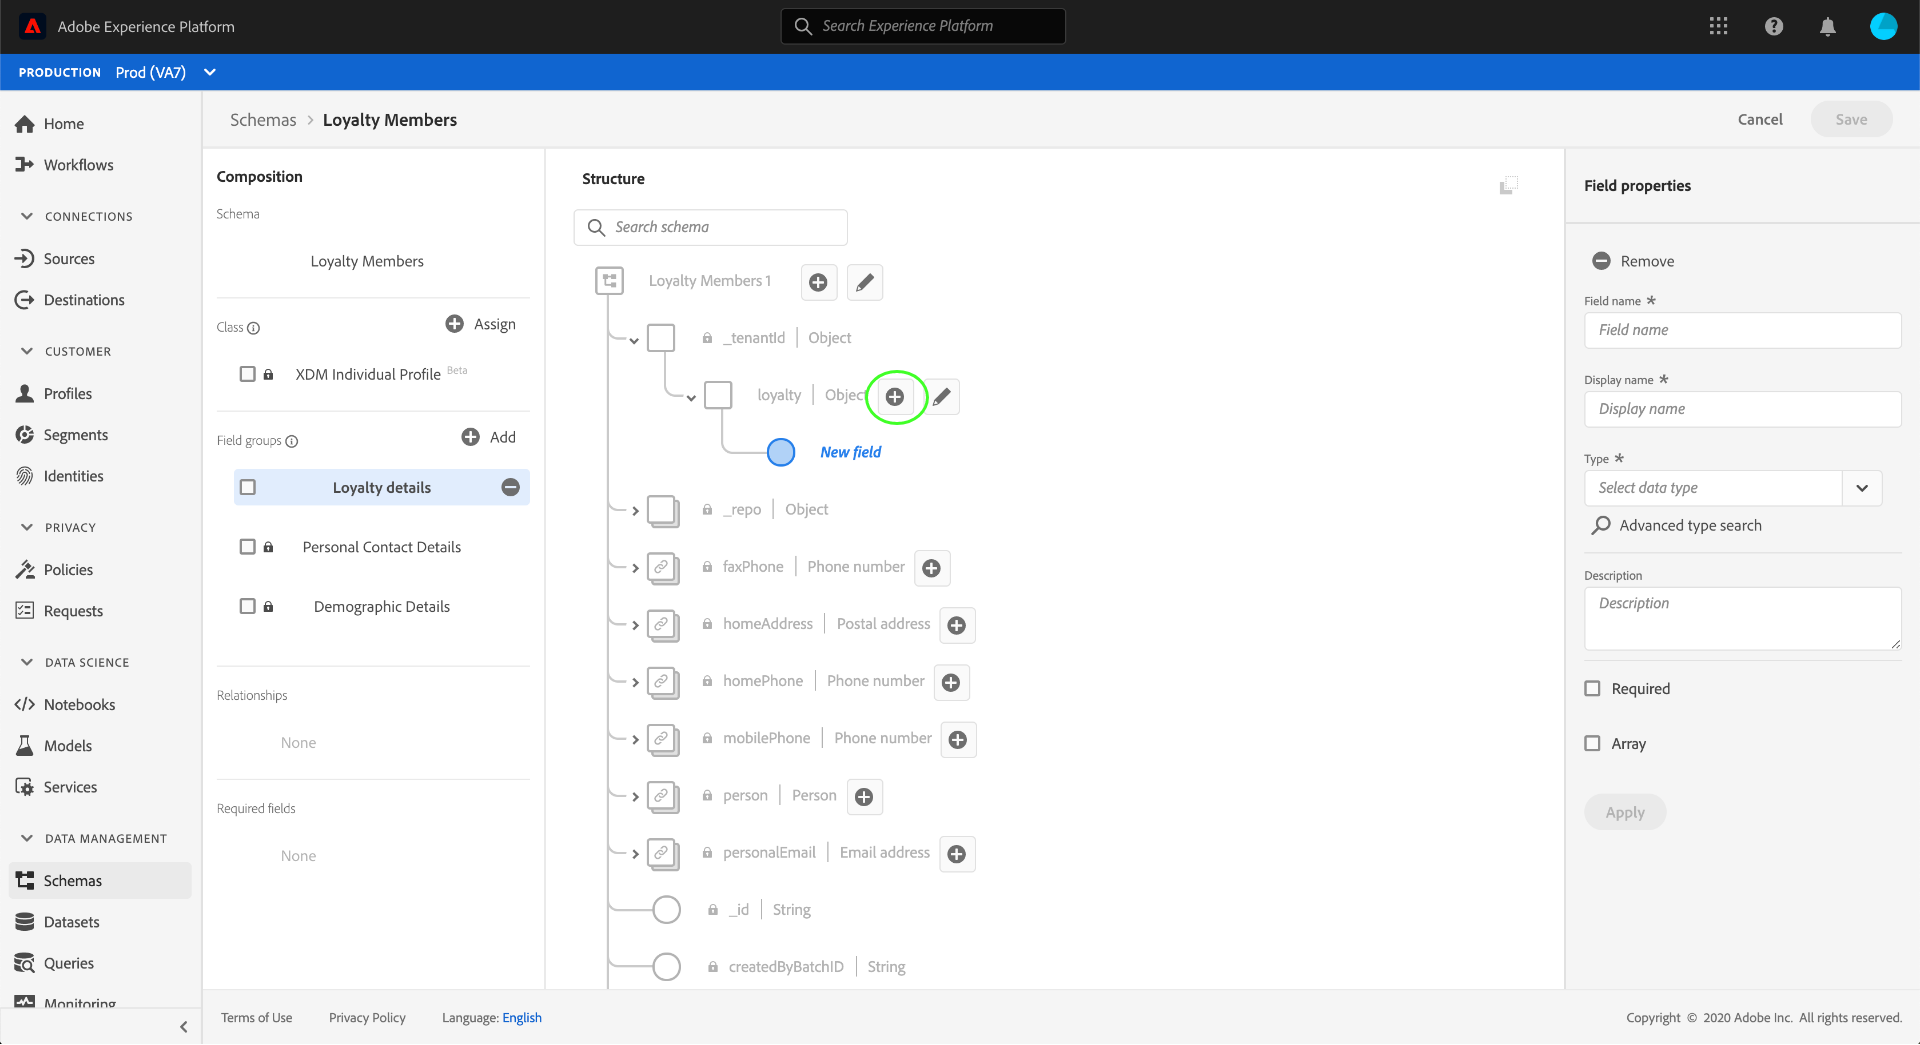 Adobe Experience Platform
Search Experience Platform
PRODUCTION Prod (VA7)
Home
Workflows
CONNECTIONS
Sources
Destinations
CUSTOMER
Profiles
Segments
Identities
PRIVACY
Policies
Requests
DATA SCIENCE
Notebooks
Models
Services
DATA MANAGEMENT
Schemas
Datasets
Queries
Monitoring
Schemas > Loyalty Members
Cancel
Save
Composition
Schema
Loyalty Members
Class
Assign
XDM Individual Profile Beta
Field groups
Add
Loyalty details
Personal Contact Details
Demographic Details
Relationships
None
Required fields
None
Structure
Search schema
Loyalty Members 1
_tenantId | Object
loyalty | Object
New field
_repo | Object
faxPhone | Phone number
homeAddress | Postal address
homePhone | Phone number
mobilePhone | Phone number
person | Person
personalEmail | Email address
_id | String
createdByBatchID | String
Field properties
Remove
Field name *
Field name
Display name *
Display name
Type *
Select data type
Advanced type search
Description
Description
Required
Array
Apply
Terms of Use
Privacy Policy
Language: English
Copyright © 2020 Adobe Inc. All rights reserved.